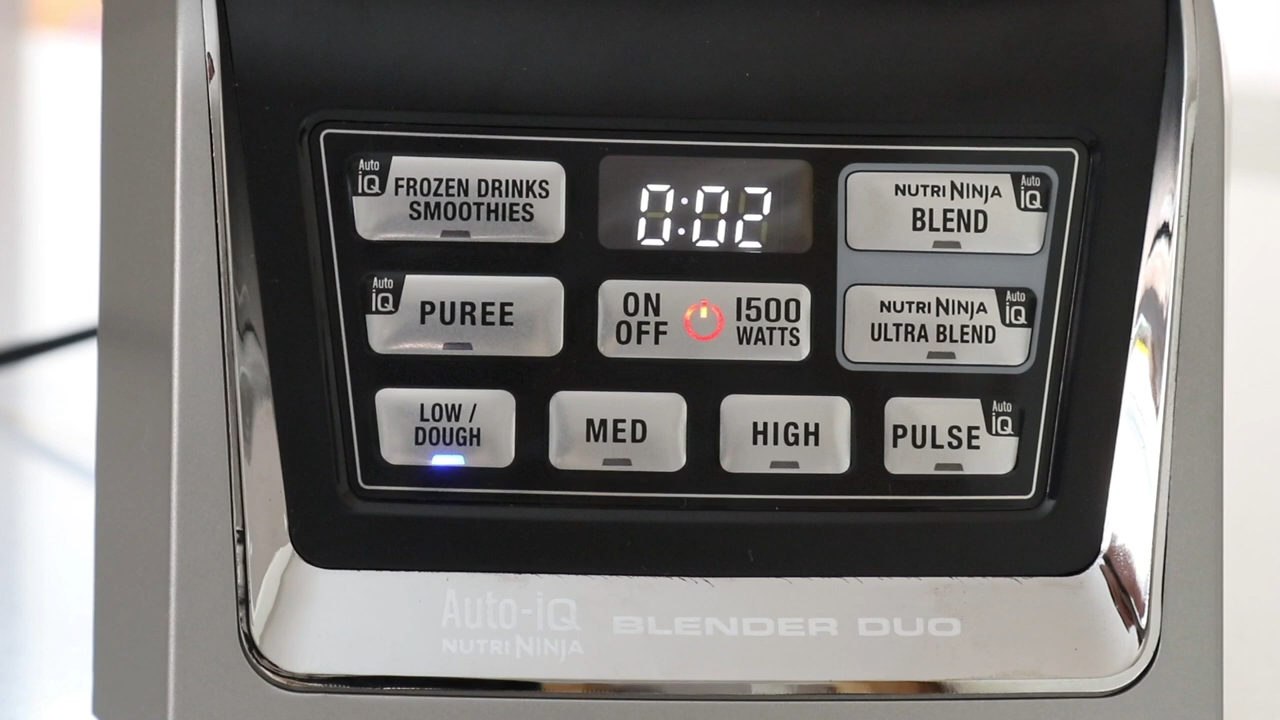 Auto
iQ
FROZEN DRINKS
SMOOTHIES
0:02
NUTRI NINJA
BLEND
Auto
iQ
Auto
iQ
PUREE
ON
OFF
1500
WATTS
NUTRI NINJA
ULTRA BLEND
Auto
iQ
LOW /
DOUGH
MED
HIGH
PULSE
Auto
iQ
Auto-iQ
NUTRI NINJA
BLENDER DUO